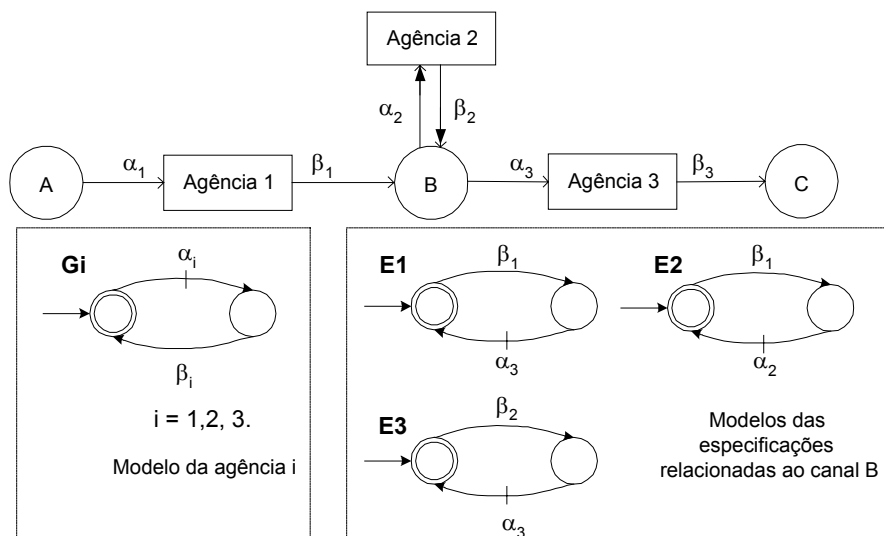 Agência 2
α2
β2
A
α1
Agência 1
β1
B
α3
Agência 3
β3
C
Gi
αi
βi
i = 1,2, 3.
Modelo da agência i
E1
β1
α3
E2
β1
α2
E3
β2
α3
Modelos das
especificações
relacionadas ao canal B